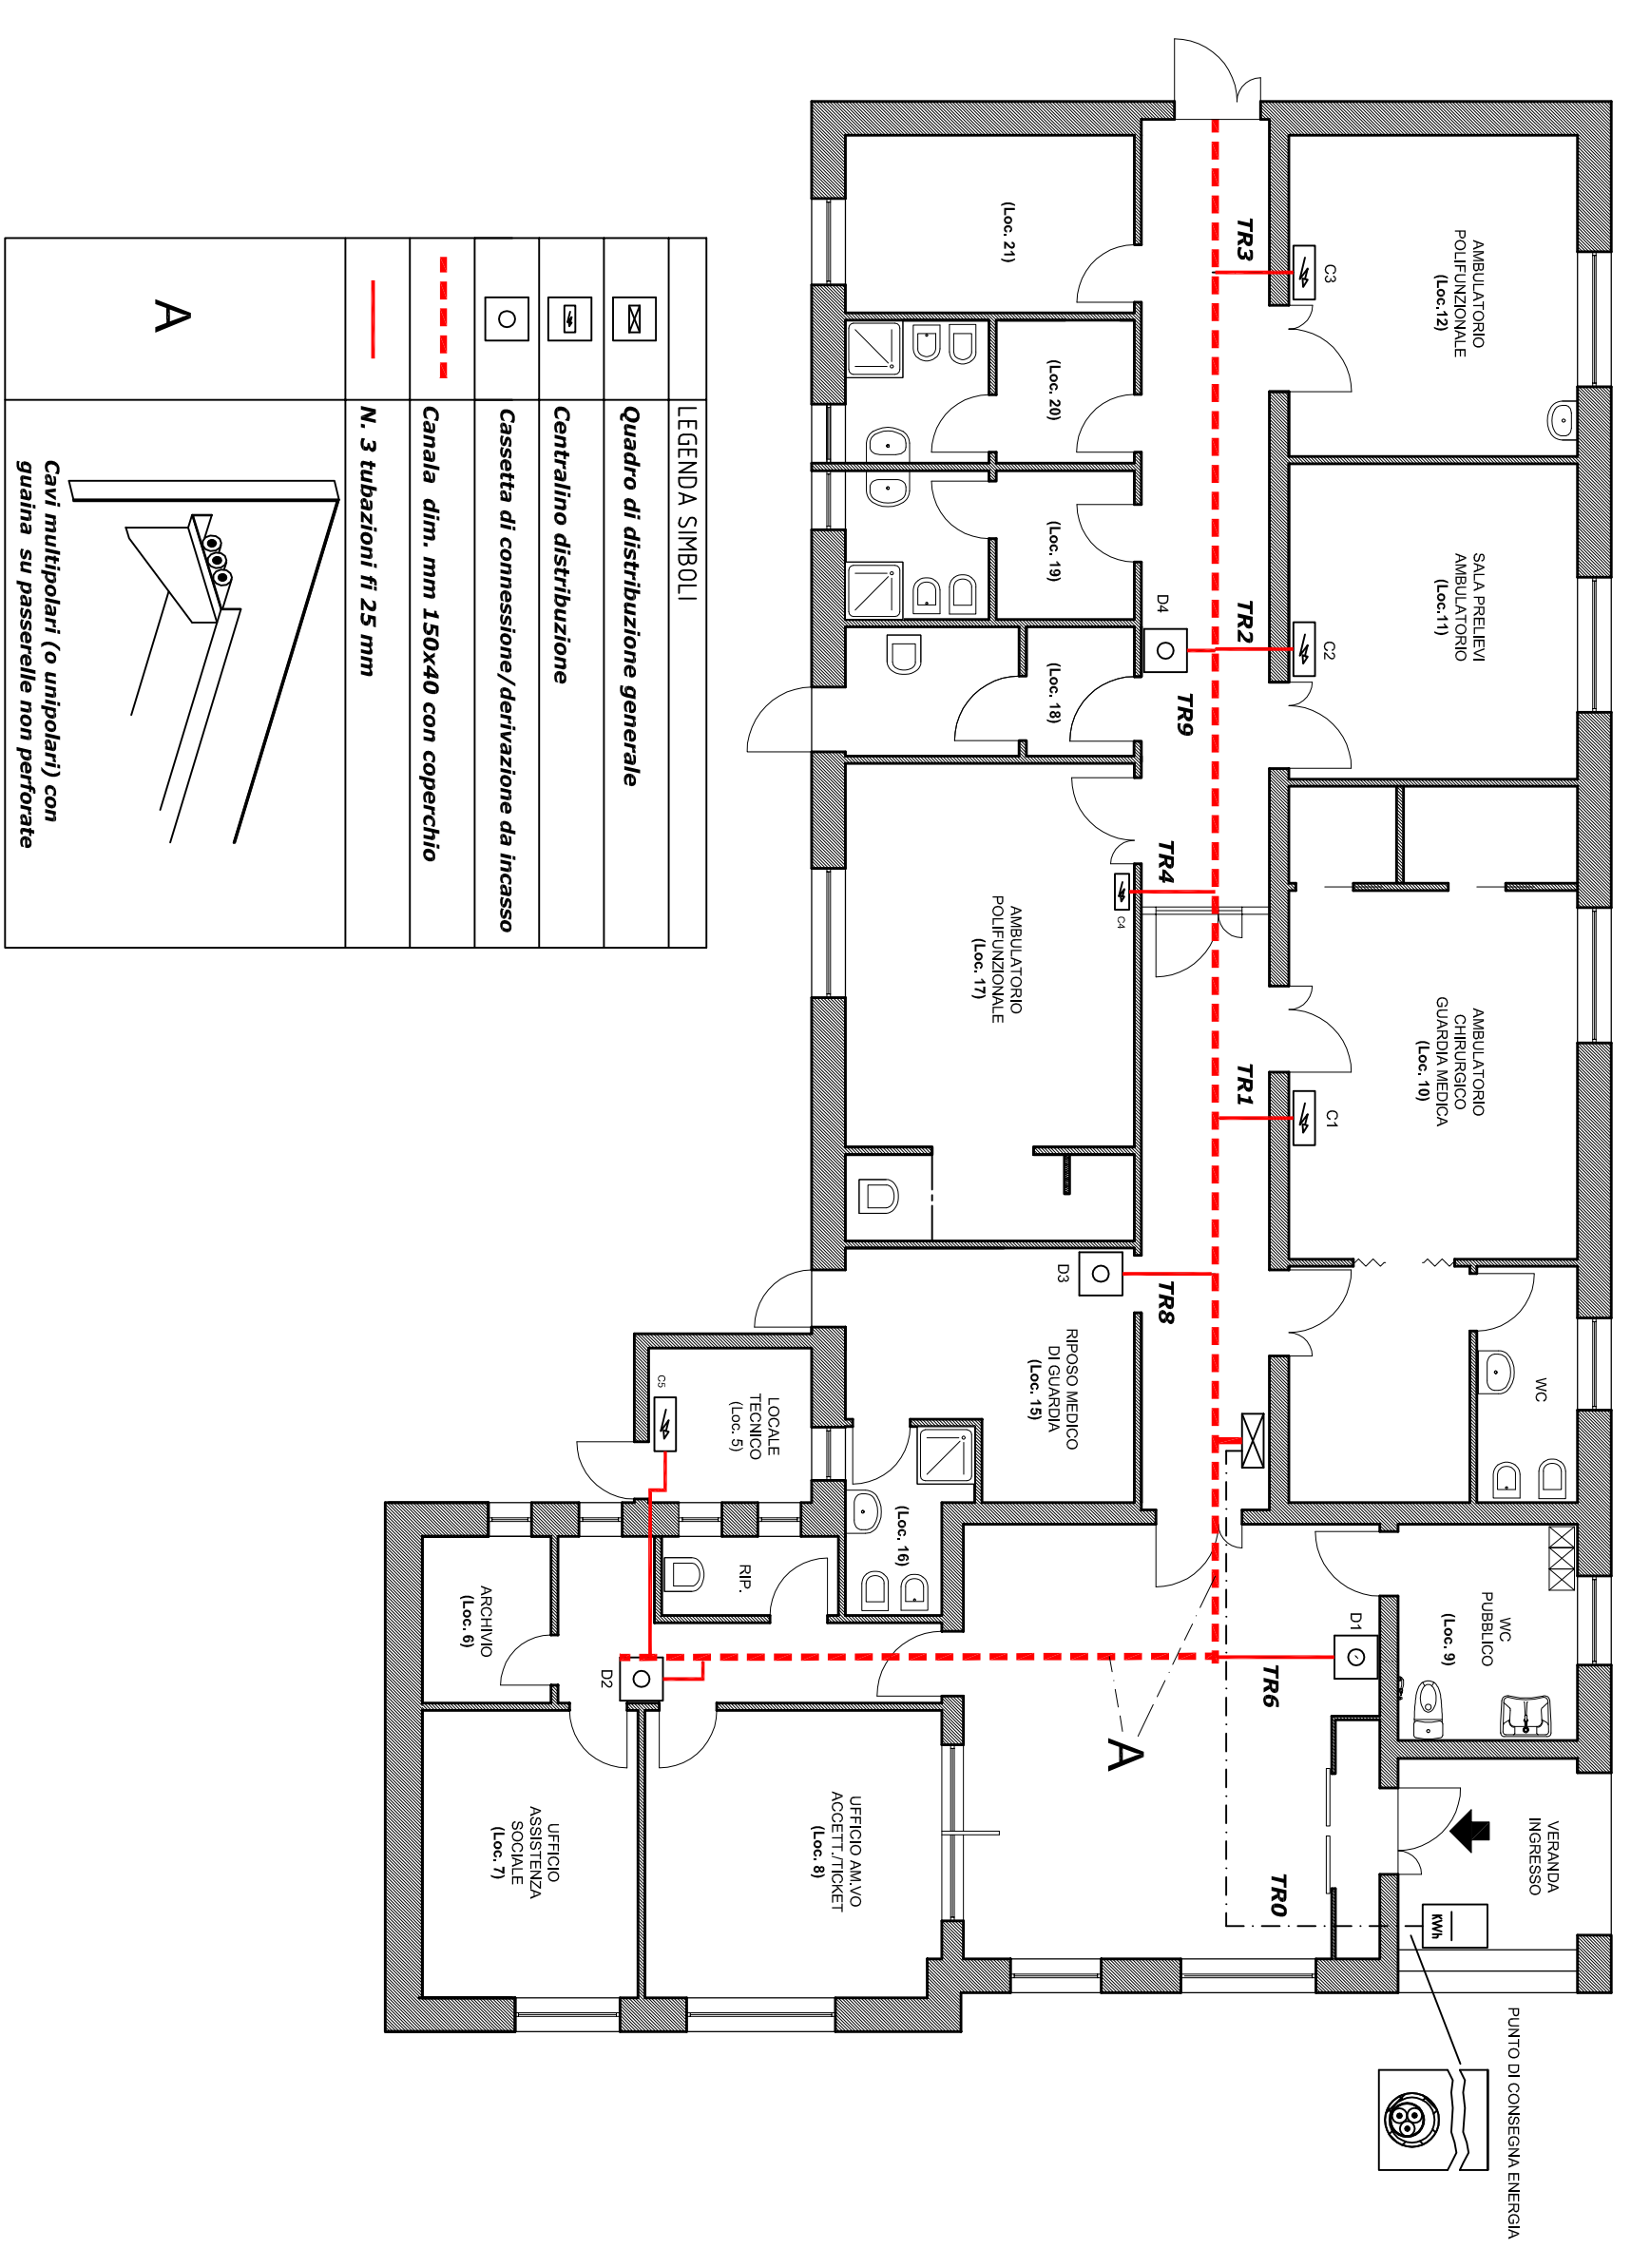 AMBULATORIO
POLIFUNZIONALE
(Loc.12)
SALA PRELIEVI
AMBULATORIO
(Loc.11)
AMBULATORIO
CHIRURGICO
GUARDIA MEDICA
(Loc. 10)
WC
WC
PUBBLICO
(Loc. 9)
VERANDA
INGRESSO
PUNTO DI CONSEGNA ENERGIA
KWh
C3
C2
C1
D1
TR3
TR2
TR1
TR6
TR0
D4
TR9
TR4
C4
TR8
D3
A
(Loc. 21)
(Loc. 20)
(Loc. 19)
(Loc. 18)
AMBULATORIO
POLIFUNZIONALE
(Loc. 17)
RIPOSO MEDICO
DI GUARDIA
(Loc. 15)
(Loc. 16)
LOCALE
TECNICO
(Loc. 5)
C5
RIP.
D2
ARCHIVIO
(Loc. 6)
UFFICIO AM.VO
ACCETT./TICKET
(Loc. 8)
UFFICIO
ASSISTENZA
SOCIALE
(Loc. 7)
LEGENDA SIMBOLI
Quadro di distribuzione generale
Centralino distribuzione
Cassetta di connessione/derivazione da incasso
Canala dim. mm 150x40 con coperchio
N. 3 tubazioni fi 25 mm
A
Cavi multipolari (o unipolari) con
guaina su passerelle non perforate